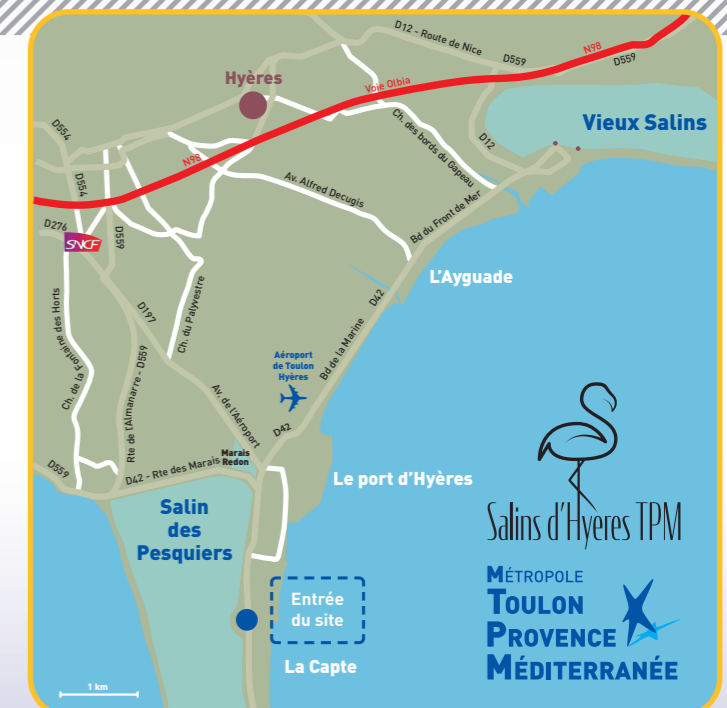 D12 - Route de Nice
D559
N98
D559
Hyères
Voie Olbia
Vieux Salins
Ch. des bords du Gapeau
D12
D554
N98
D554
Av. Alfred Decugis
Bd du Front de Mer
D276
SNCF
D559
L'Ayguade
D42
Ch. de la Fontaine des Horts
D197
Ch. du Palyvestre
Bd de la Marine
Aéroport
de Toulon
Hyères
Rte de l'Almanarre - D559
Av. de l'Aéroport
D42
Marais
Redon
D559
D42 - Rte des Marais
Le port d'Hyères
Salin
des
Pesquiers
Salins d'Hyères TPM
Entrée
du site
MÉTROPOLE
TOULON
PROVENCE
MÉDITERRANÉE
La Capte
1 km